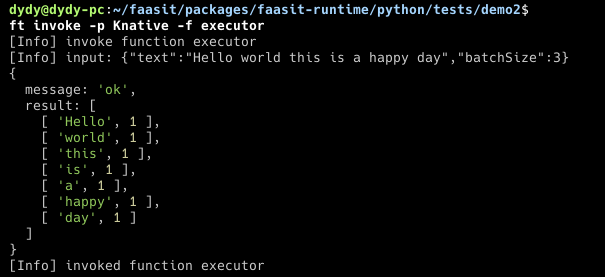 dydy@dydy-pc:~/faasit/packages/faasit-runtime/python/tests/demo2$
ft invoke -p Knative -f executor
[Info] invoke function executor
[Info] input: {"text":"Hello world this is a happy day","batchSize":3}
{
  message: 'ok',
  result: [
    [ 'Hello', 1 ],
    [ 'world', 1 ],
    [ 'this', 1 ],
    [ 'is', 1 ],
    [ 'a', 1 ],
    [ 'happy', 1 ],
    [ 'day', 1 ]
  ]
}
[Info] invoked function executor